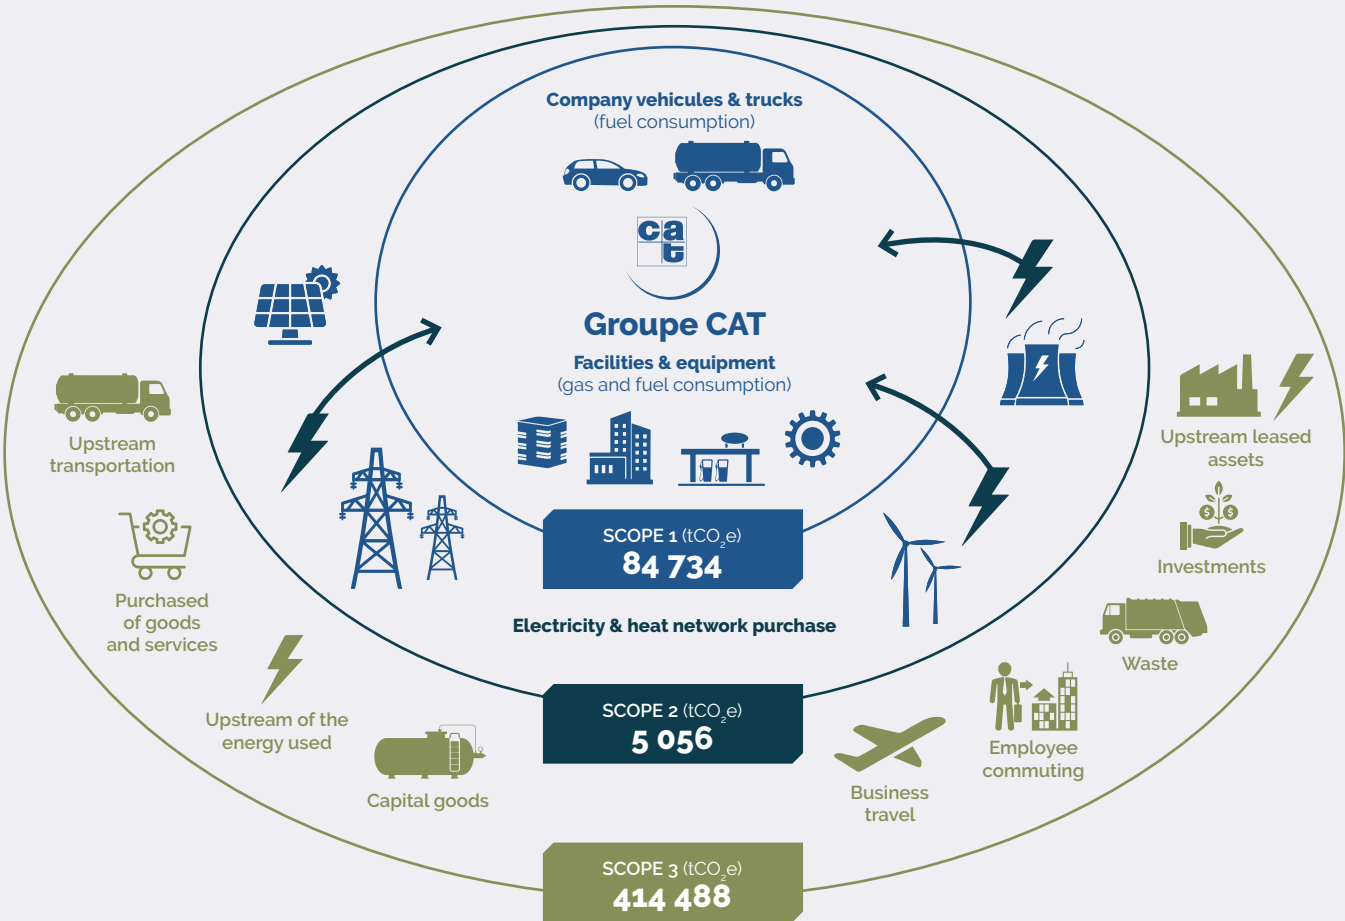 Company vehicules & trucks
(fuel consumption)
ca
t
Groupe CAT
Facilities & equipment
(gas and fuel consumption)
SCOPE 1 (tCO₂e)
84 734
Electricity & heat network purchase
SCOPE 2 (tCO₂e)
5 056
Upstream
transportation
Purchased
of goods
and services
Upstream of the
energy used
Capital goods
Business
travel
Employee
commuting
Waste
Investments
Upstream leased
assets
SCOPE 3 (tCO₂e)
414 488